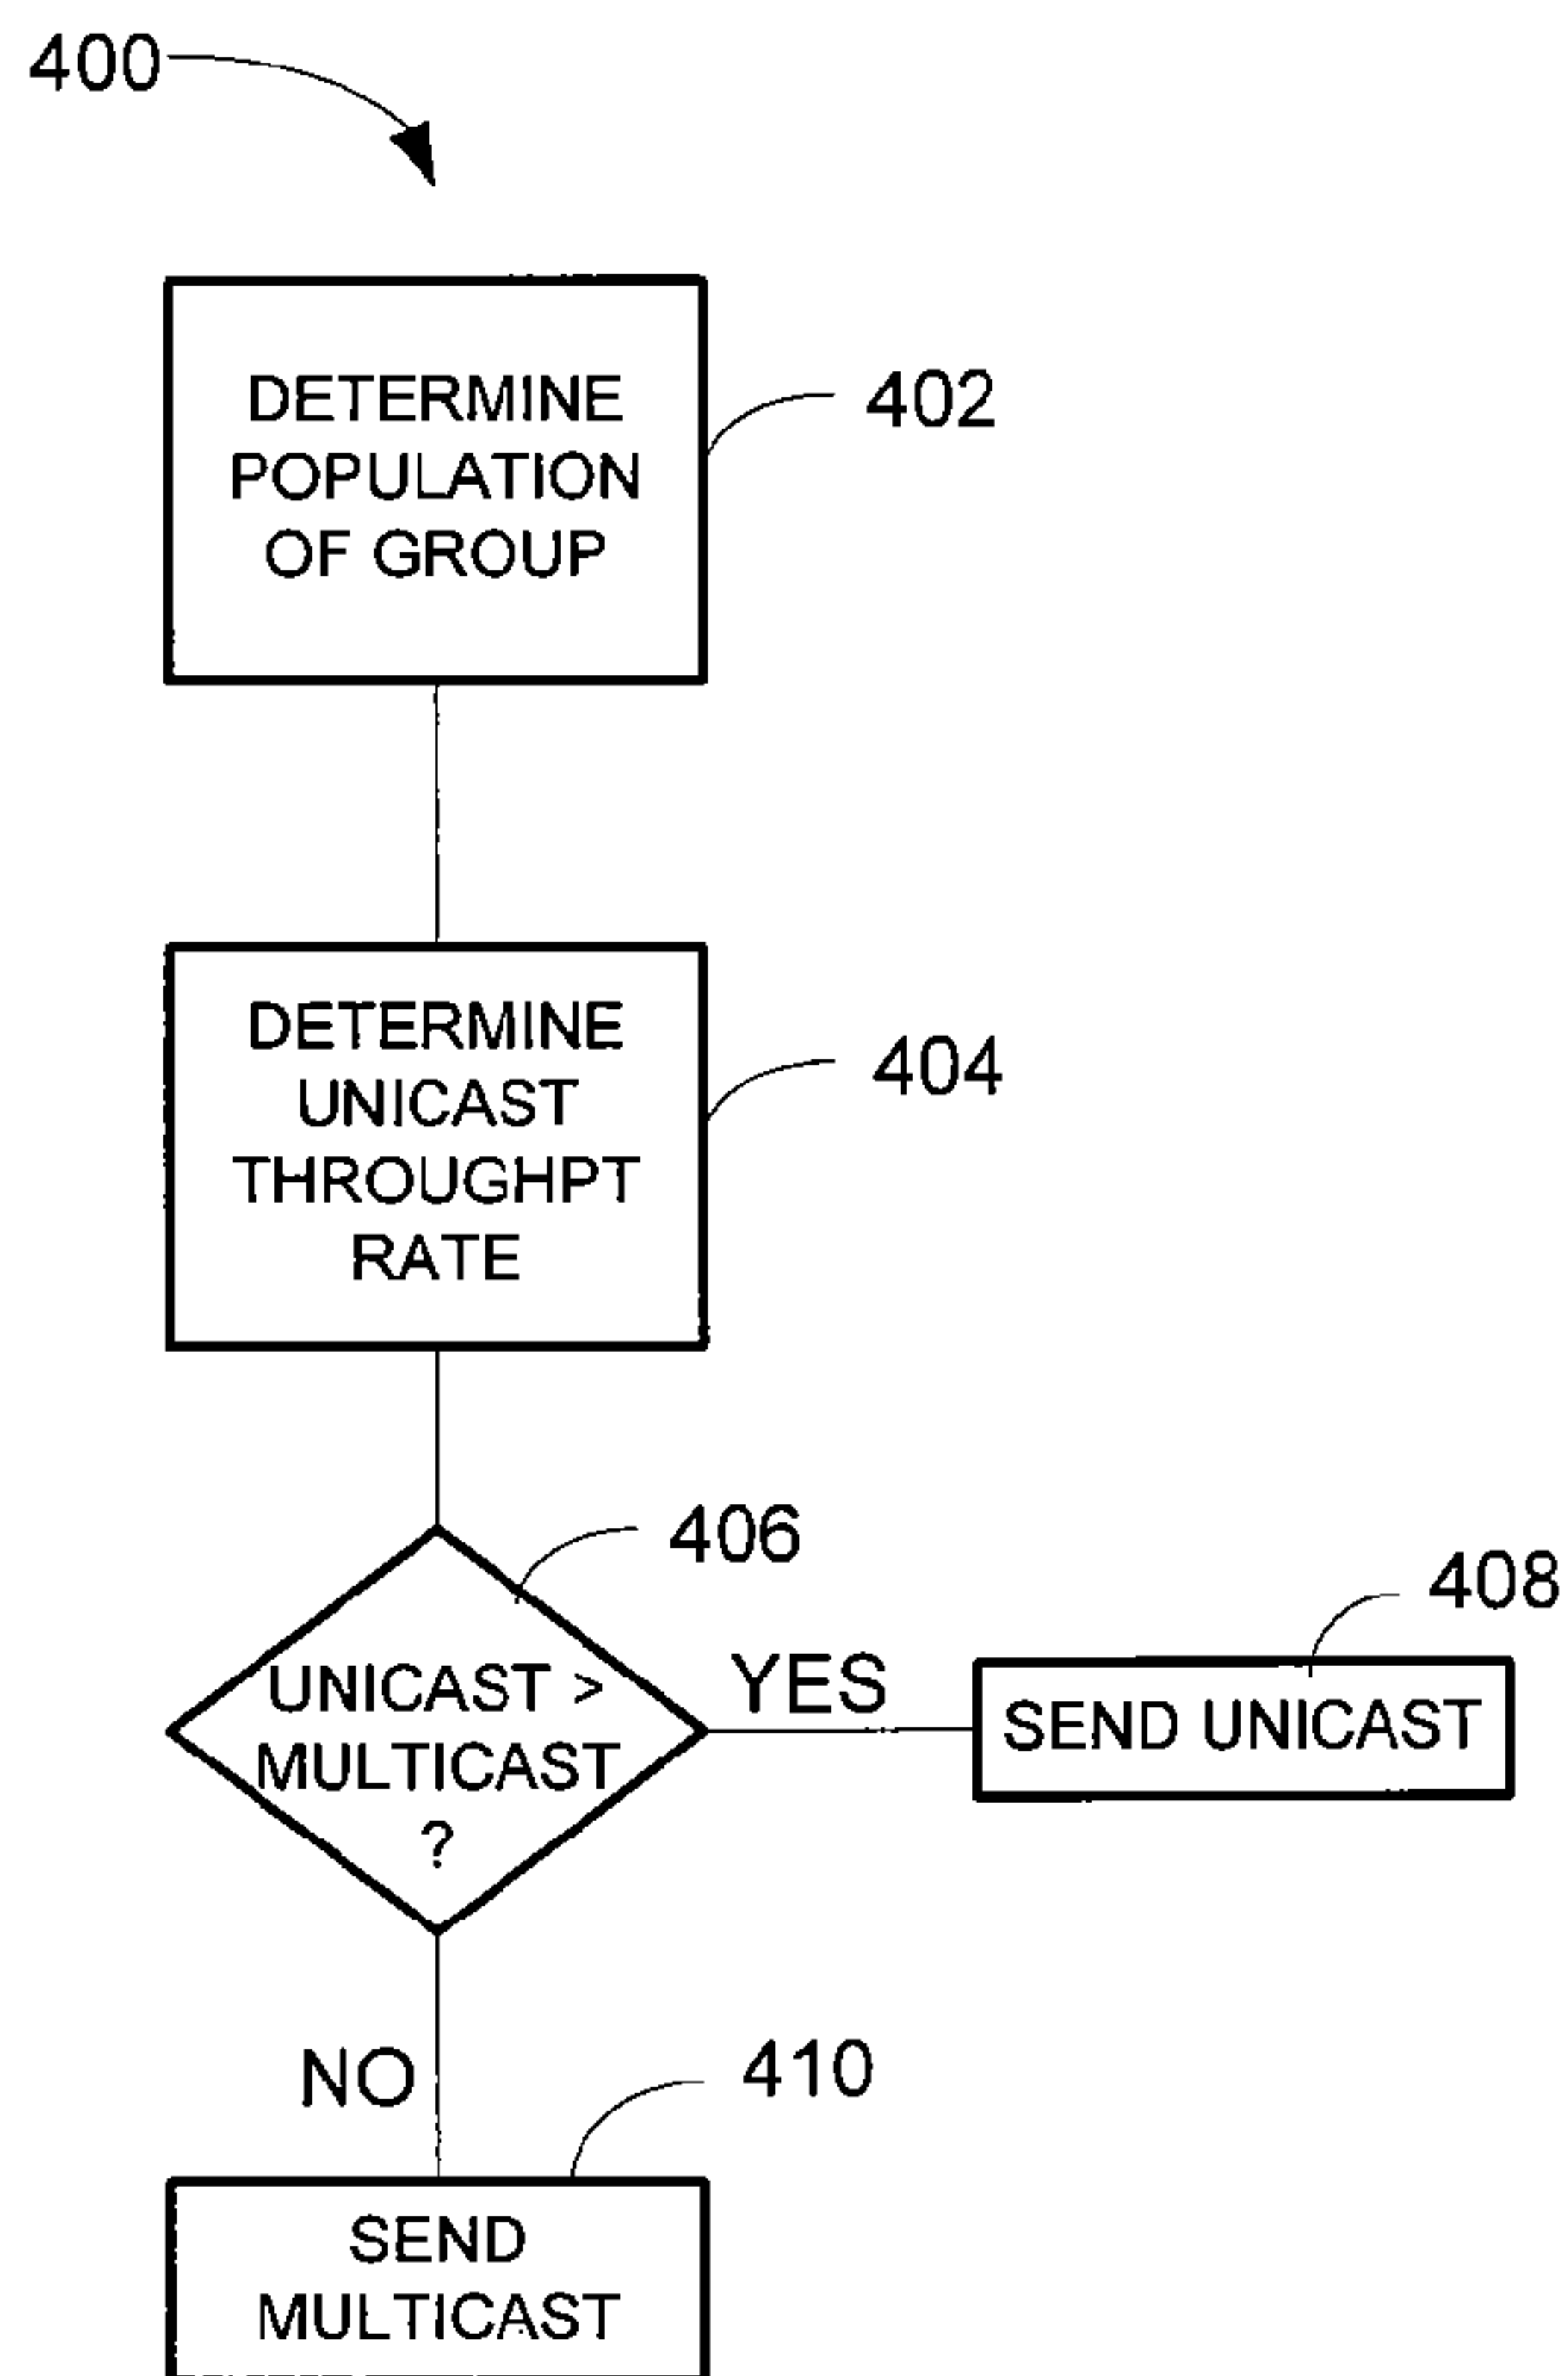 400
DETERMINE
POPULATION
OF GROUP
402
DETERMINE
UNICAST
THROUGHPT
RATE
404
406
408
UNICAST >
MULTICAST
?
YES
SEND UNICAST
NO
410
SEND
MULTICAST